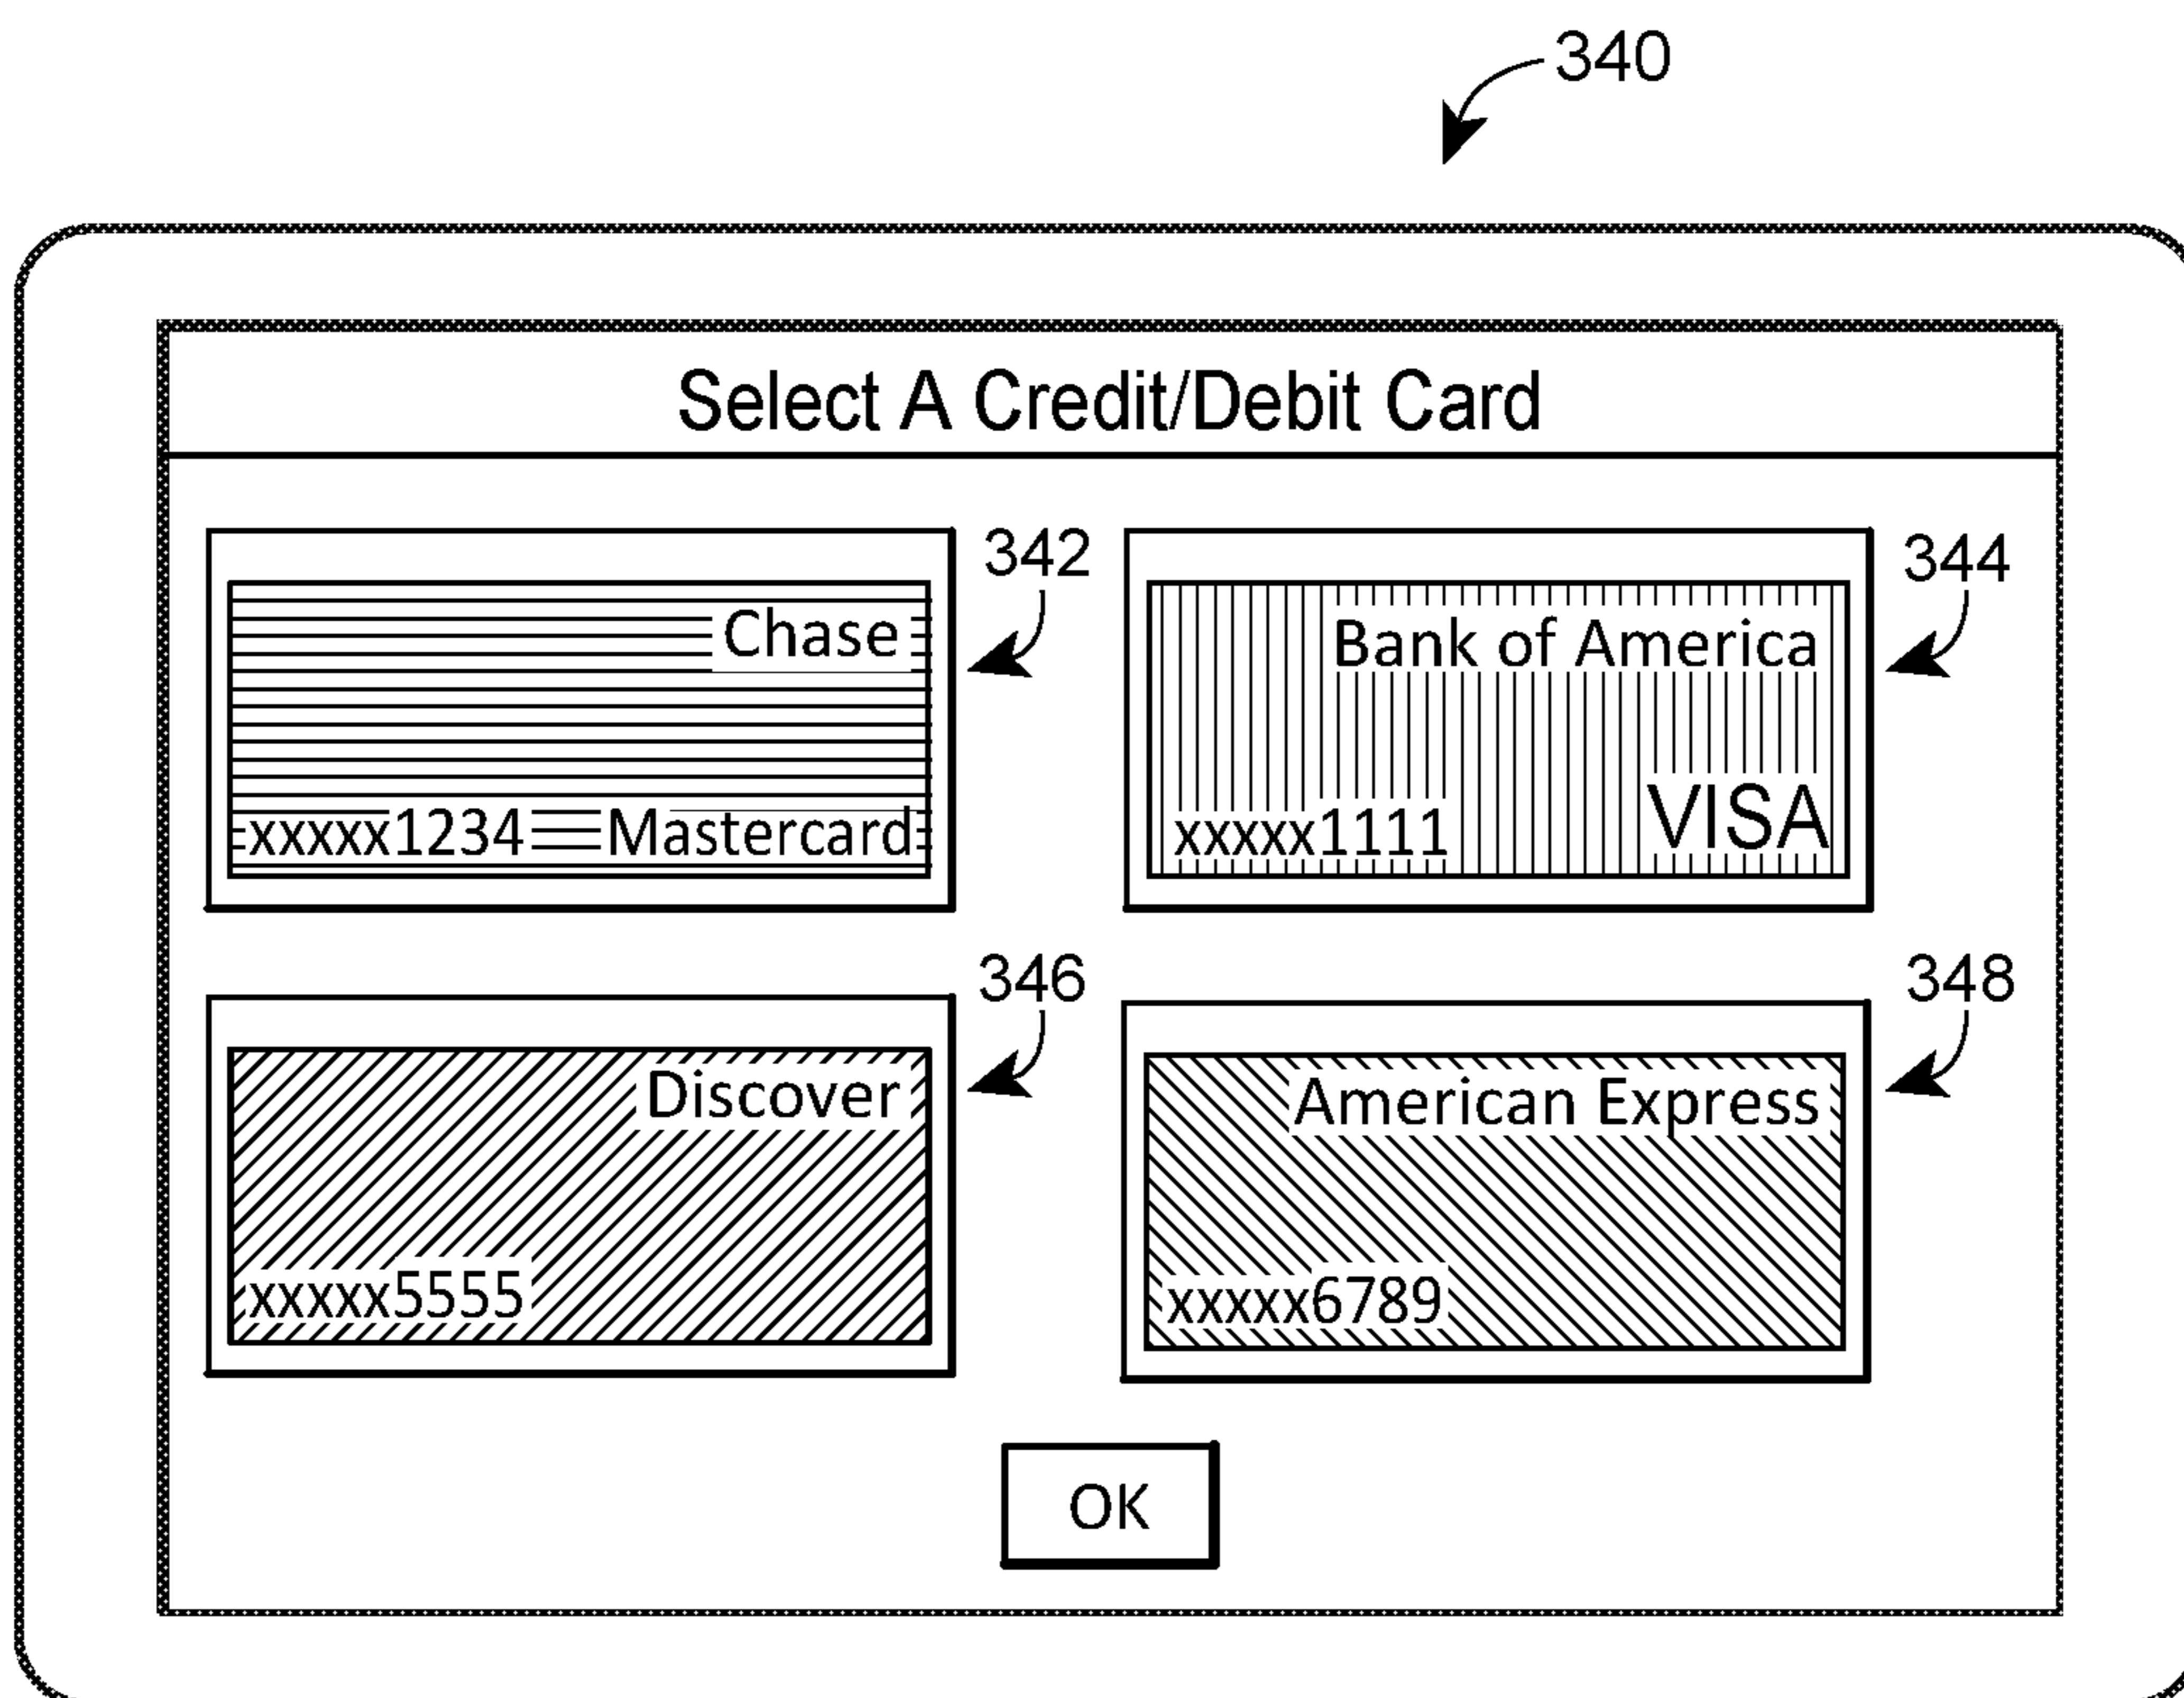 340
Select A Credit/Debit Card
342
344
Chase
Bank of America
xxxxx1234 Mastercard
xxxxx1111 VISA
346
348
Discover
American Express
xxxxx5555
xxxxx6789
OK